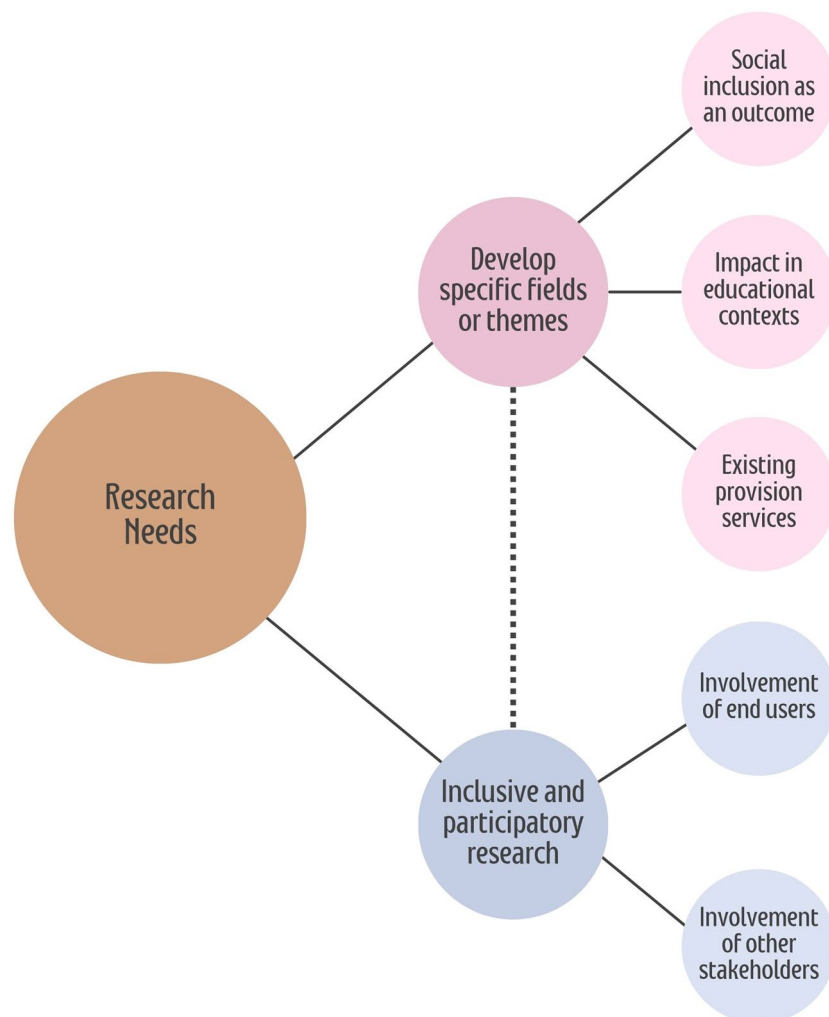 Social
inclusion as
an outcome
Develop
specific fields
or themes
Impact in
educational
contexts
Existing
provision
services
Research
Needs
Involvement
of end users
Inclusive and
participatory
research
Involvement
of other
stakeholders